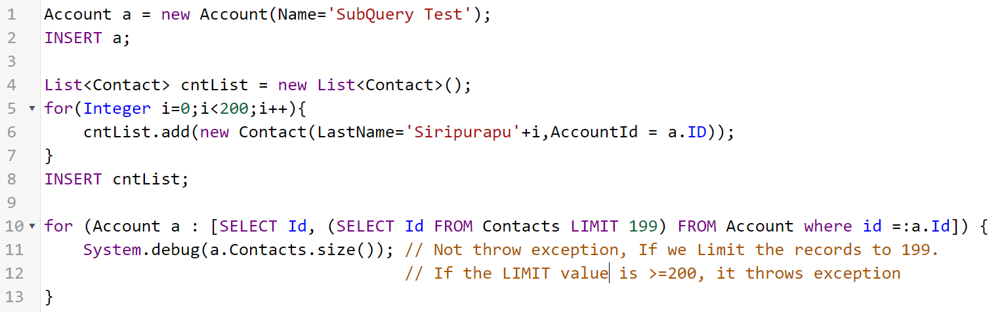 1 Account a = new Account(Name='SubQuery Test');
2 INSERT a;
3
4 List<Contact> cntList = new List<Contact>();
5 for(Integer i=0;i<200;i++){
6 cntList.add(new Contact(LastName='Siripurapu'+i,AccountId = a.ID));
7 }
8 INSERT cntList;
9
10 for (Account a : [SELECT Id, (SELECT Id FROM Contacts LIMIT 199) FROM Account where id =:a.Id]) {
11 System.debug(a.Contacts.size()); // Not throw exception, If we Limit the records to 199.
12 // If the LIMIT value is >=200, it throws exception
13 }